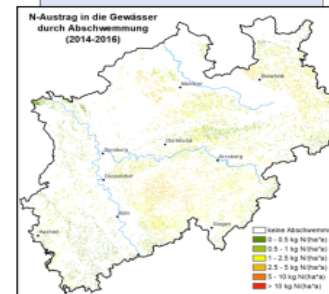 N-Austrag in die Gewässer
durch Abschwemmung
(2014-2016)
Bielefeld
Münster
Dortmund
Duisburg
Arnsberg
Düsseldorf
Köln
Siegen
Aachen
keine Abschwemm
0 - 0.5 kg N/(ha*a)
0.5 - 1 kg N/(ha*a)
1 - 2.5 kg N/(ha*a)
2.5 - 5 kg N/(ha*a)
5 - 10 kg N/(ha*a)
> 10 kg N/(ha*a)